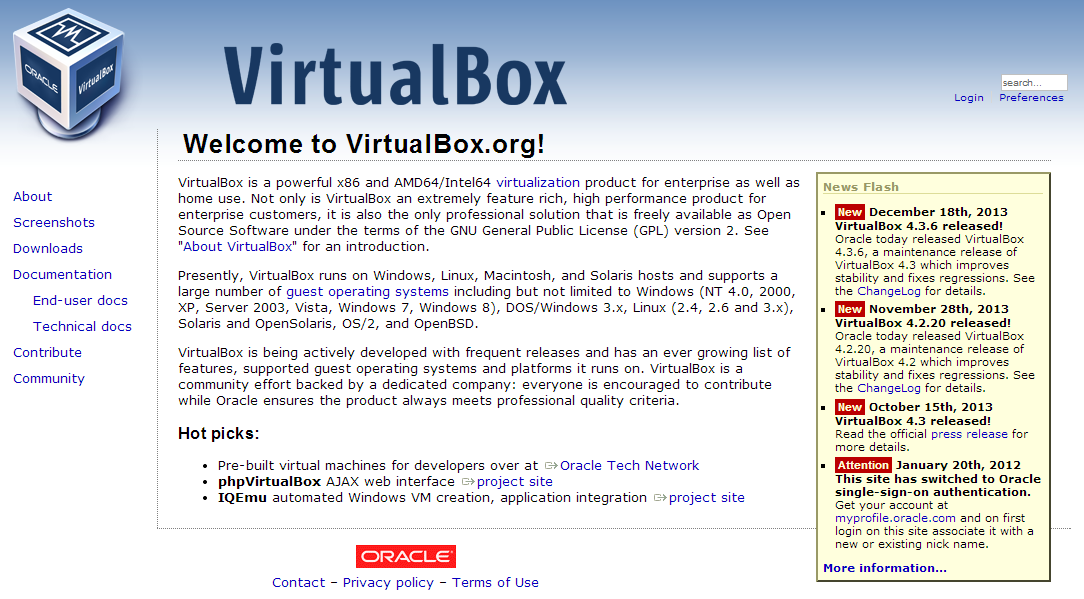 ORACLE
VirtualBox
VirtualBox
search...
Login Preferences
Welcome to VirtualBox.org!
About
Screenshots
Downloads
Documentation
End-user docs
Technical docs
Contribute
Community
VirtualBox is a powerful x86 and AMD64/Intel64 virtualization product for enterprise as well as
home use. Not only is VirtualBox an extremely feature rich, high performance product for
enterprise customers, it is also the only professional solution that is freely available as Open
Source Software under the terms of the GNU General Public License (GPL) version 2. See
"About VirtualBox" for an introduction.
Presently, VirtualBox runs on Windows, Linux, Macintosh, and Solaris hosts and supports a
large number of guest operating systems including but not limited to Windows (NT 4.0, 2000,
XP, Server 2003, Vista, Windows 7, Windows 8), DOS/Windows 3.x, Linux (2.4, 2.6 and 3.x),
Solaris and OpenSolaris, OS/2, and OpenBSD.
VirtualBox is being actively developed with frequent releases and has an ever growing list of
features, supported guest operating systems and platforms it runs on. VirtualBox is a
community effort backed by a dedicated company: everyone is encouraged to contribute
while Oracle ensures the product always meets professional quality criteria.
Hot picks:
• Pre-built virtual machines for developers over at Oracle Tech Network
• phpVirtualBox AJAX web interface project site
• IQEmu automated Windows VM creation, application integration project site
News Flash
New December 18th, 2013
VirtualBox 4.3.6 released!
Oracle today released VirtualBox
4.3.6, a maintenance release of
VirtualBox 4.3 which improves
stability and fixes regressions. See
the ChangeLog for details.
New November 28th, 2013
VirtualBox 4.2.20 released!
Oracle today released VirtualBox
4.2.20, a maintenance release of
VirtualBox 4.2 which improves
stability and fixes regressions. See
the ChangeLog for details.
New October 15th, 2013
VirtualBox 4.3 released!
Read the official press release for
more details.
Attention January 20th, 2012
This site has switched to Oracle
single-sign-on authentication.
Get your account at
myprofile.oracle.com and on first
login on this site associate it with a
new or existing nick name.
More information...
ORACLE
Contact – Privacy policy – Terms of Use